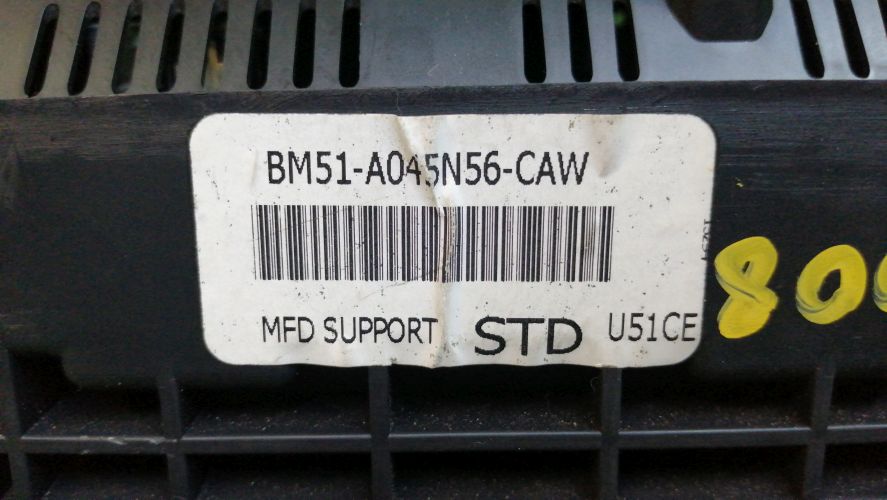 BM51-A045N56-CAW
MFD SUPPORT STD U51CE